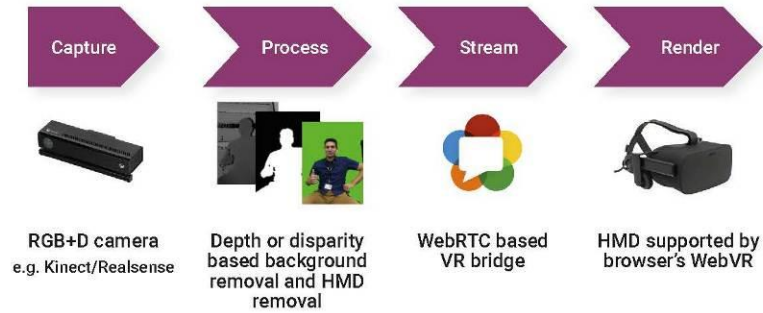 Capture
Process
Stream
Render
RGB+D camera
e.g. Kinect/Realsense
Depth or disparity
based background
removal and HMD
removal
WebRTC based
VR bridge
HMD supported by
browser's WebVR